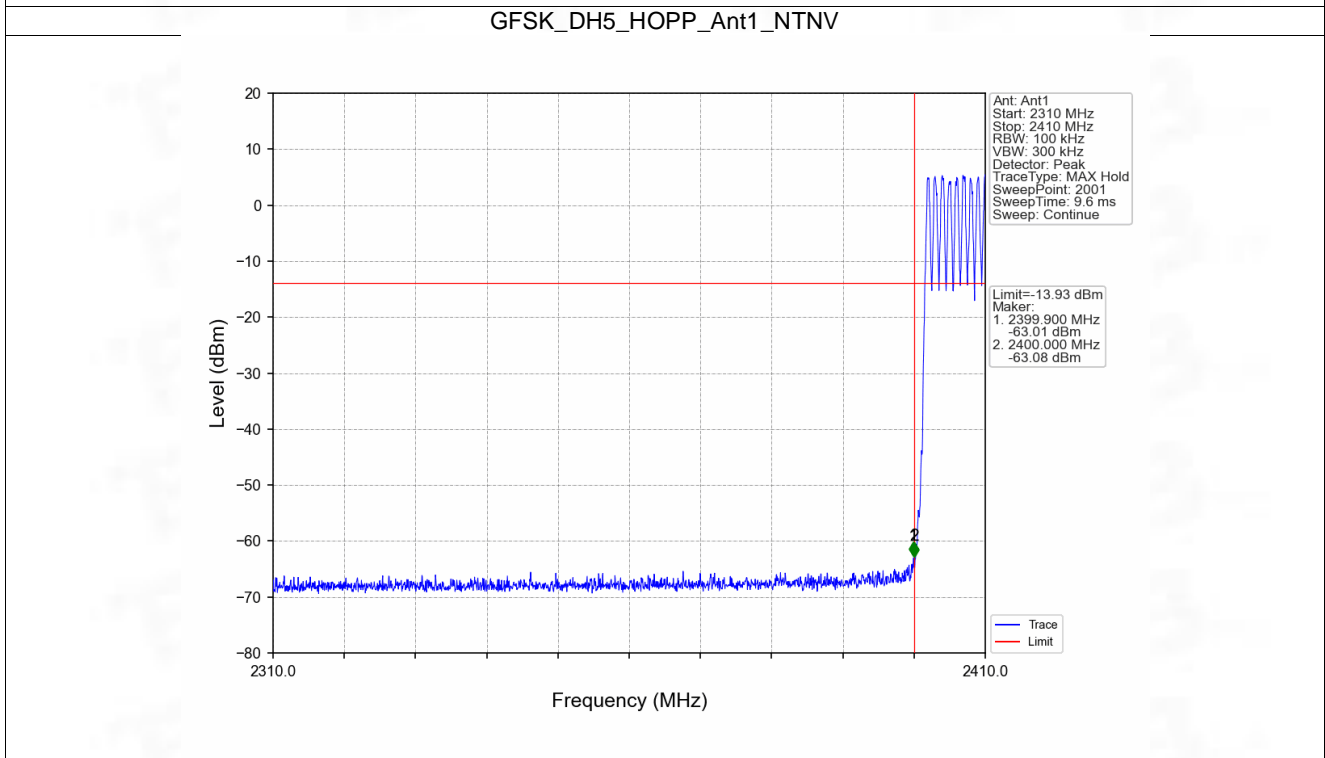 GFSK_DH5_HOPP_Ant1_NTNV
20
10
0
−10
−20
−30
−40
−50
−60
−70
−80
Level (dBm)
2310.0
2410.0
Frequency (MHz)
2
Ant: Ant1
Start: 2310 MHz
Stop: 2410 MHz
RBW: 100 kHz
VBW: 300 kHz
Detector: Peak
TraceType: MAX Hold
SweepPoint: 2001
SweepTime: 9.6 ms
Sweep: Continue
Limit=-13.93 dBm
Maker:
1. 2399.900 MHz
-63.01 dBm
2. 2400.000 MHz
-63.08 dBm
Trace
Limit